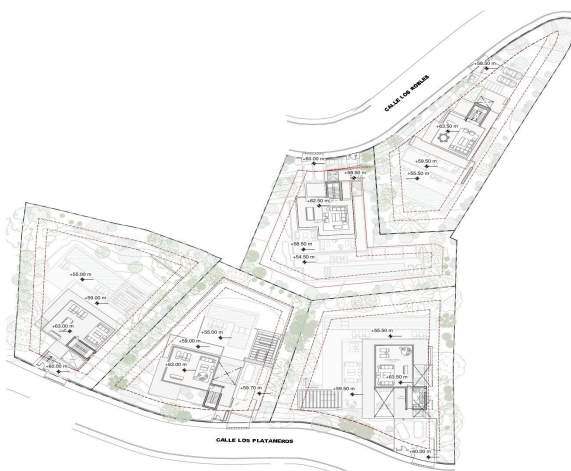 +58.50 m
CALLE LOS ROBLES
+63.50 m
+60.00 m
+59.50 m
+59.50 m
+55.50 m
+62.50 m
+55.50 m
+54.50 m
+55.00 m
+59.00 m
+63.00 m
+60.00 m
+55.00 m
+59.00 m
+63.00 m
+59.70 m
+55.50 m
+63.50 m
+59.50 m
+60.00 m
CALLE LOS PLATANEROS